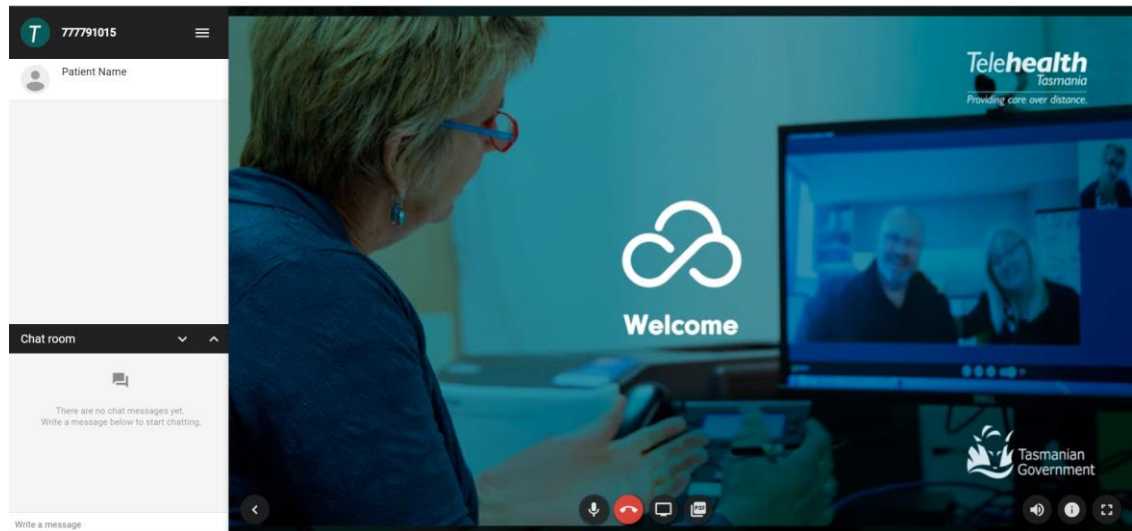 T
777791015
Patient Name
Chat room
There are no chat messages yet.
Write a message below to start chatting.
Write a message
Telehealth
Tasmania
Providing care over distance.
Welcome
Tasmanian
Government
PDF